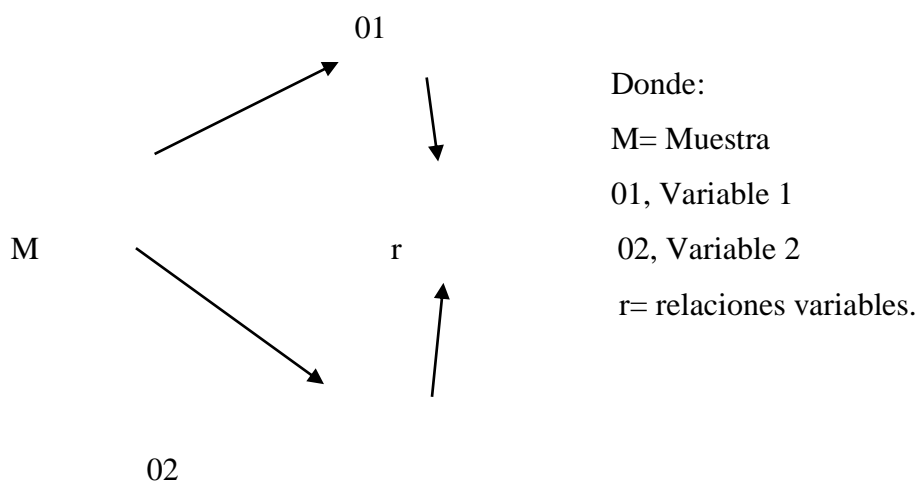 01
Donde:
M= Muestra
01, Variable 1
M
r
02, Variable 2
r= relaciones variables.
02